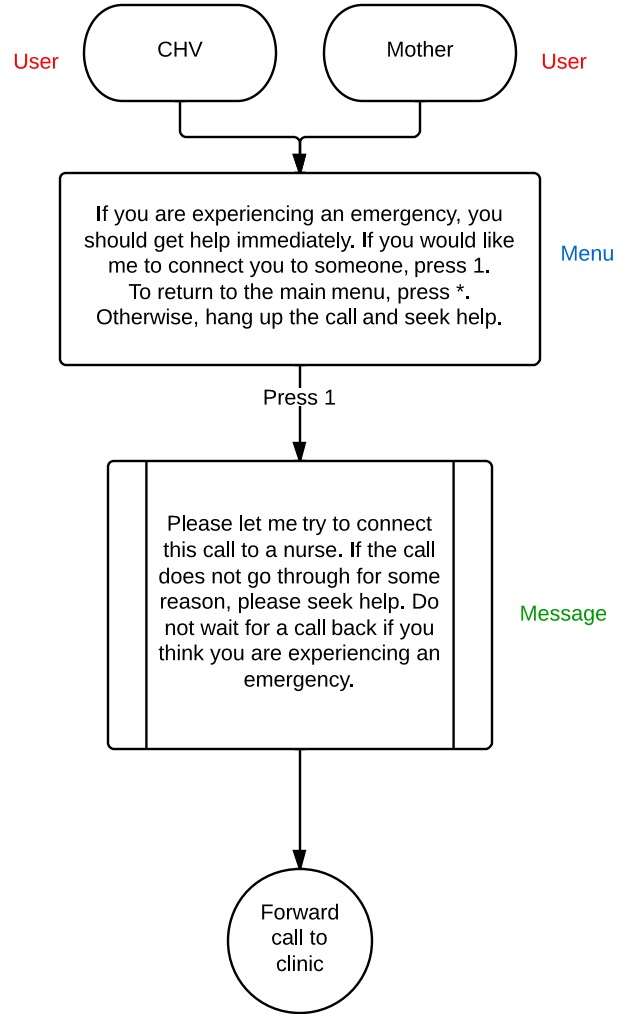 User
CHV
Mother
User
If you are experiencing an emergency, you
should get help immediately. If you would like
me to connect you to someone, press 1.
To return to the main menu, press *.
Otherwise, hang up the call and seek help.
Menu
Press 1
Please let me try to connect
this call to a nurse. If the call
does not go through for some
reason, please seek help. Do
not wait for a call back if you
think you are experiencing an
emergency.
Message
Forward
call to
clinic